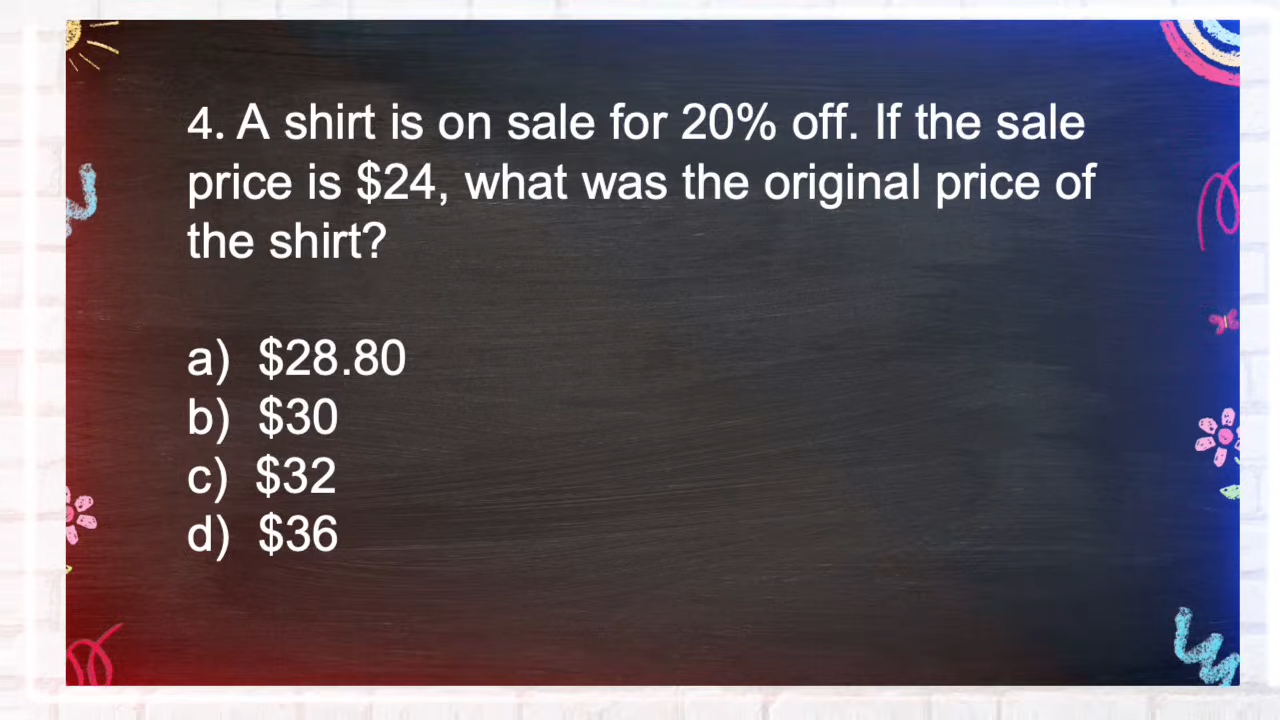 4. A shirt is on sale for 20% off. If the sale
price is $24, what was the original price of
the shirt?
a) $28.80
b) $30
c) $32
d) $36